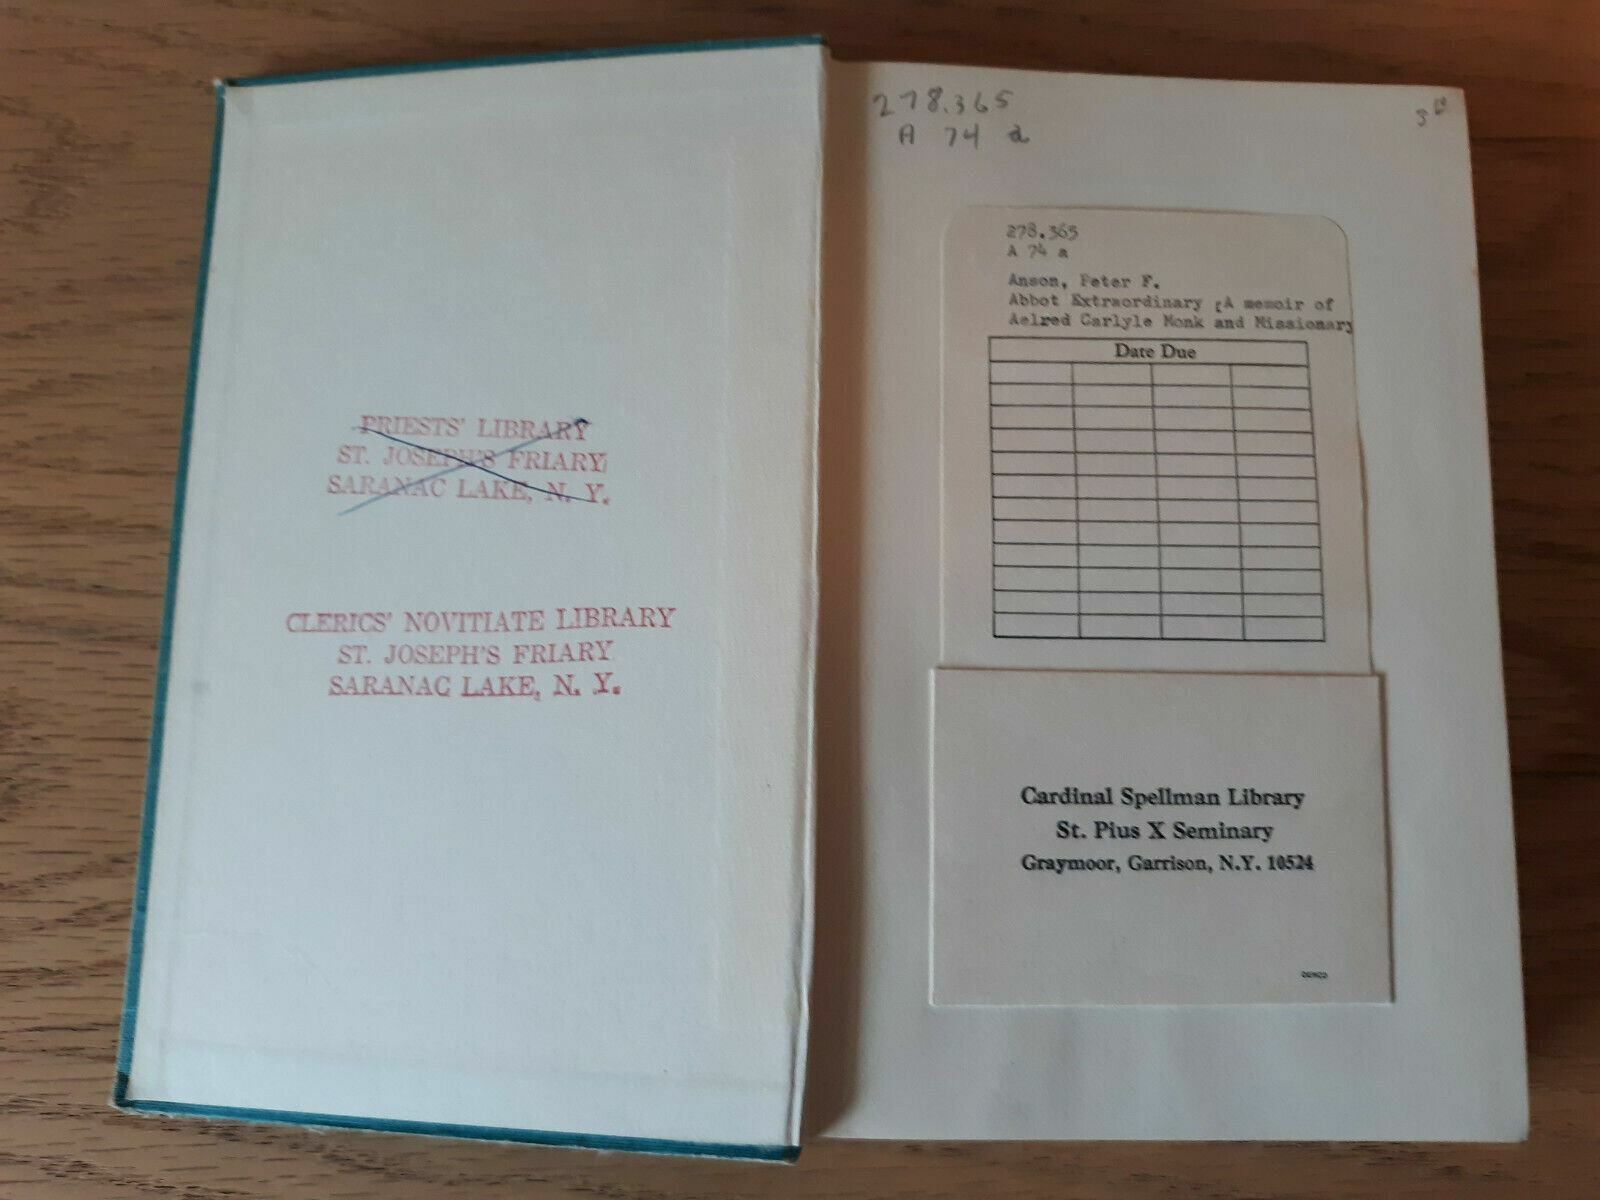 PRIESTS' LIBRARY
ST. JOSEPH'S FRIARY
SARANAC LAKE, N. Y.
CLERICS' NOVITIATE LIBRARY
ST. JOSEPH'S FRIARY
SARANAC LAKE, N. Y.
278.365
A 74 a
278.365
A 74 a
Anson, Peter F.
Abbot Extraordinary ;A memoir of
Aelred Carlyle Monk and Missionary
Date Due
Cardinal Spellman Library
St. Pius X Seminary
Graymoor, Garrison, N.Y. 10524
DEMCO